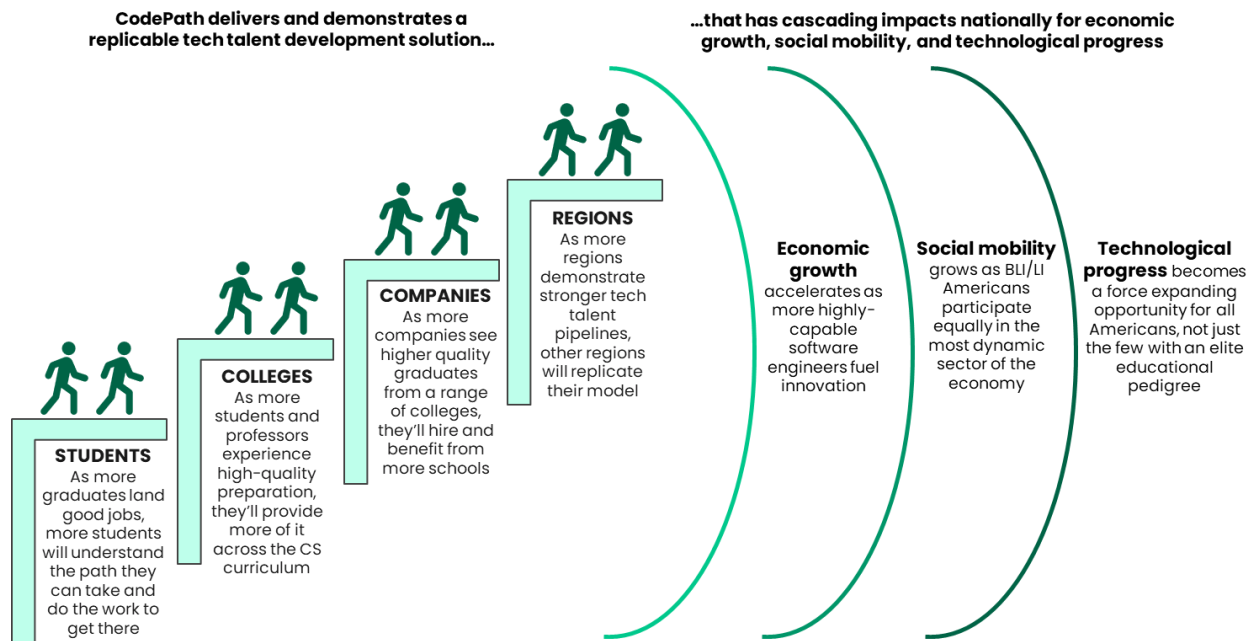 CodePath delivers and demonstrates a
replicable tech talent development solution...
...that has cascading impacts nationally for economic
growth, social mobility, and technological progress
STUDENTS
As more
graduates land
good jobs,
more students
will understand
the path they
can take and
do the work to
get there
COLLEGES
As more
students and
professors
experience
high-quality
preparation,
they'll provide
more of it
across the CS
curriculum
COMPANIES
As more
companies see
higher quality
graduates
from a range
of colleges,
they'll hire and
benefit from
more schools
REGIONS
As more
regions
demonstrate
stronger tech
talent
pipelines,
other regions
will replicate
their model
Economic
growth
accelerates as
more highly-
capable
software
engineers fuel
innovation
Social mobility
grows as BLI/LI
Americans
participate
equally in the
most dynamic
sector of the
economy
Technological
progress becomes
a force expanding
opportunity for all
Americans, not just
the few with an elite
educational
pedigree